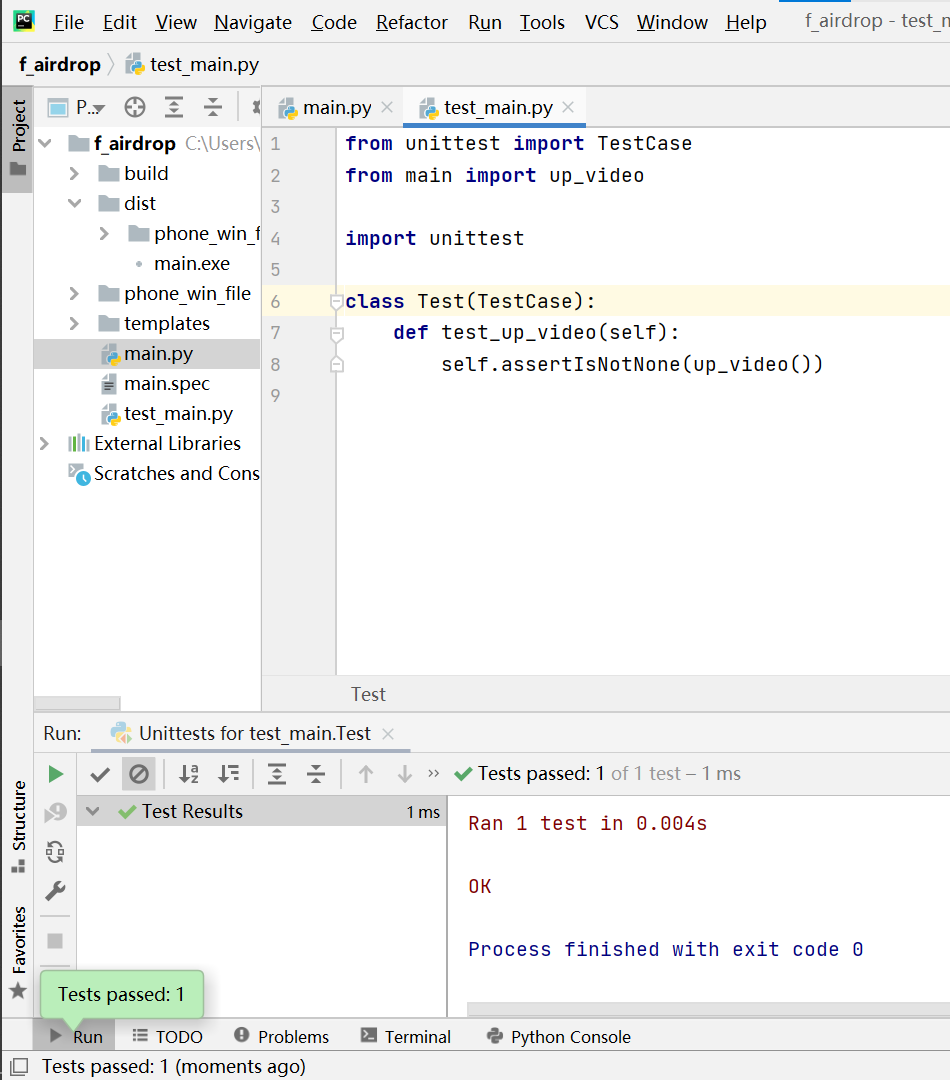 File Edit View Navigate Code Refactor Run Tools VCS Window Help f_airdrop - test_m
f_airdrop test_main.py
Project
P...
main.py
test_main.py
f_airdrop C:\Users\
build
dist
phone_win_f
main.exe
phone_win_file
templates
main.py
main.spec
test_main.py
External Libraries
Scratches and Cons
1 from unittest import TestCase
2 from main import up_video
3
4 import unittest
5
6 class Test(TestCase):
7 def test_up_video(self):
8 self.assertIsNotNone(up_video())
9
Test
Run: Unittests for test_main.Test
Tests passed: 1 of 1 test – 1 ms
Test Results 1 ms
Ran 1 test in 0.004s
OK
Process finished with exit code 0
Structure
Favorites
Tests passed: 1
Run TODO Problems Terminal Python Console
Tests passed: 1 (moments ago)